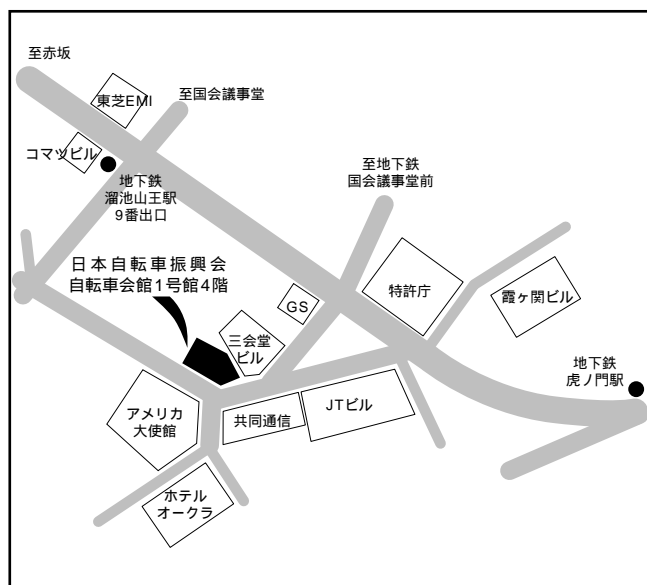 至赤坂
東芝EMI
至国会議事堂
コマツビル
地下鉄
溜池山王駅
9番出口
至地下鉄
国会議事堂前
日本自転車振興会
自転車会館1号館4階
特許庁
霞ヶ関ビル
GS
三会堂
ビル
地下鉄
虎ノ門駅
アメリカ
大使館
共同通信
JTビル
ホテル
オークラ